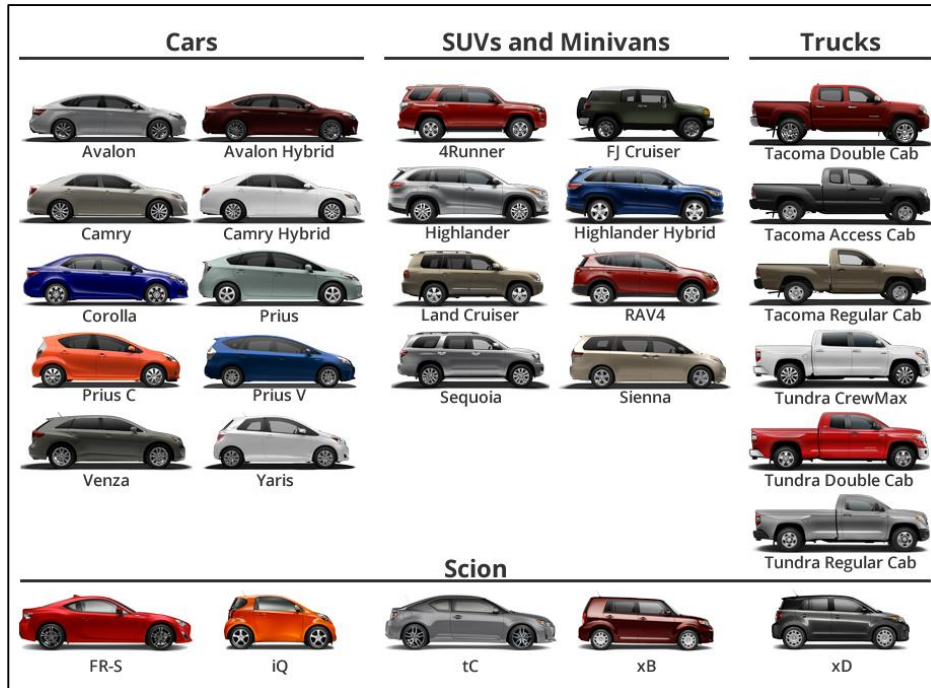 Cars
SUVs and Minivans
Trucks
Avalon
Avalon Hybrid
4Runner
FJ Cruiser
Tacoma Double Cab
Camry
Camry Hybrid
Highlander
Highlander Hybrid
Tacoma Access Cab
Corolla
Prius
Land Cruiser
RAV4
Tacoma Regular Cab
Prius C
Prius V
Sequoia
Sienna
Tundra CrewMax
Venza
Yaris
Tundra Double Cab
Tundra Regular Cab
Scion
FR-S
iQ
tC
xB
xD